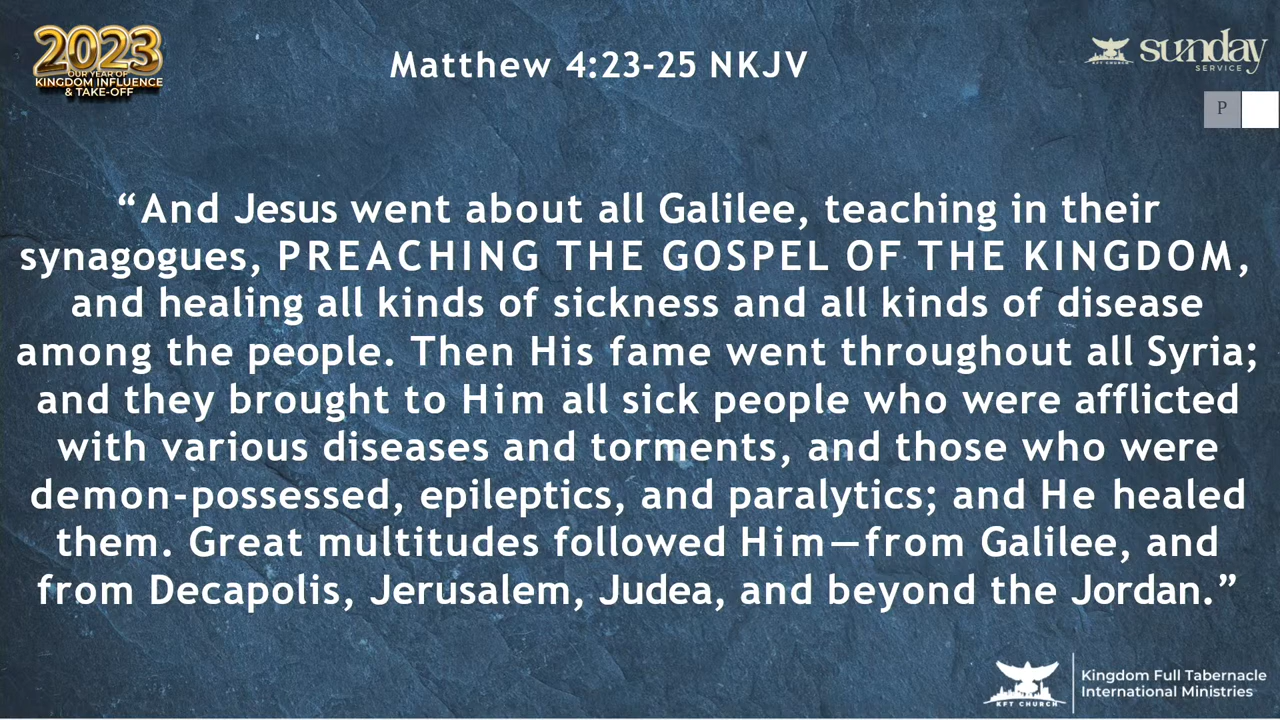 2023
OUR YEAR OF
KINGDOM INFLUENCE
& TAKE-OFF
Matthew 4:23-25 NKJV
KFT CHURCH
sunday
SERVICE
P
“And Jesus went about all Galilee, teaching in their
synagogues, PREACHING THE GOSPEL OF THE KINGDOM,
and healing all kinds of sickness and all kinds of disease
among the people. Then His fame went throughout all Syria;
and they brought to Him all sick people who were afflicted
with various diseases and torments, and those who were
demon-possessed, epileptics, and paralytics; and He healed
them. Great multitudes followed Him—from Galilee, and
from Decapolis, Jerusalem, Judea, and beyond the Jordan.”
KFT CHURCH
Kingdom Full Tabernacle
International Ministries